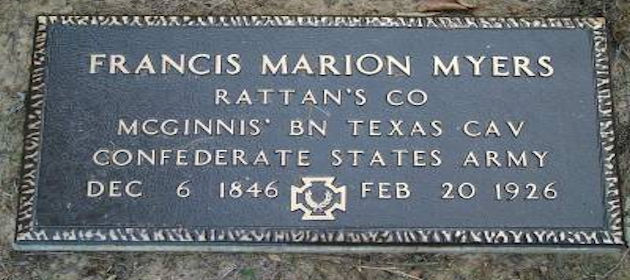 FRANCIS MARION MYERS
RATTAN'S CO
MCGINNIS' BN TEXAS CAV
CONFEDERATE STATES ARMY
DEC 6 1846 FEB 20 1926